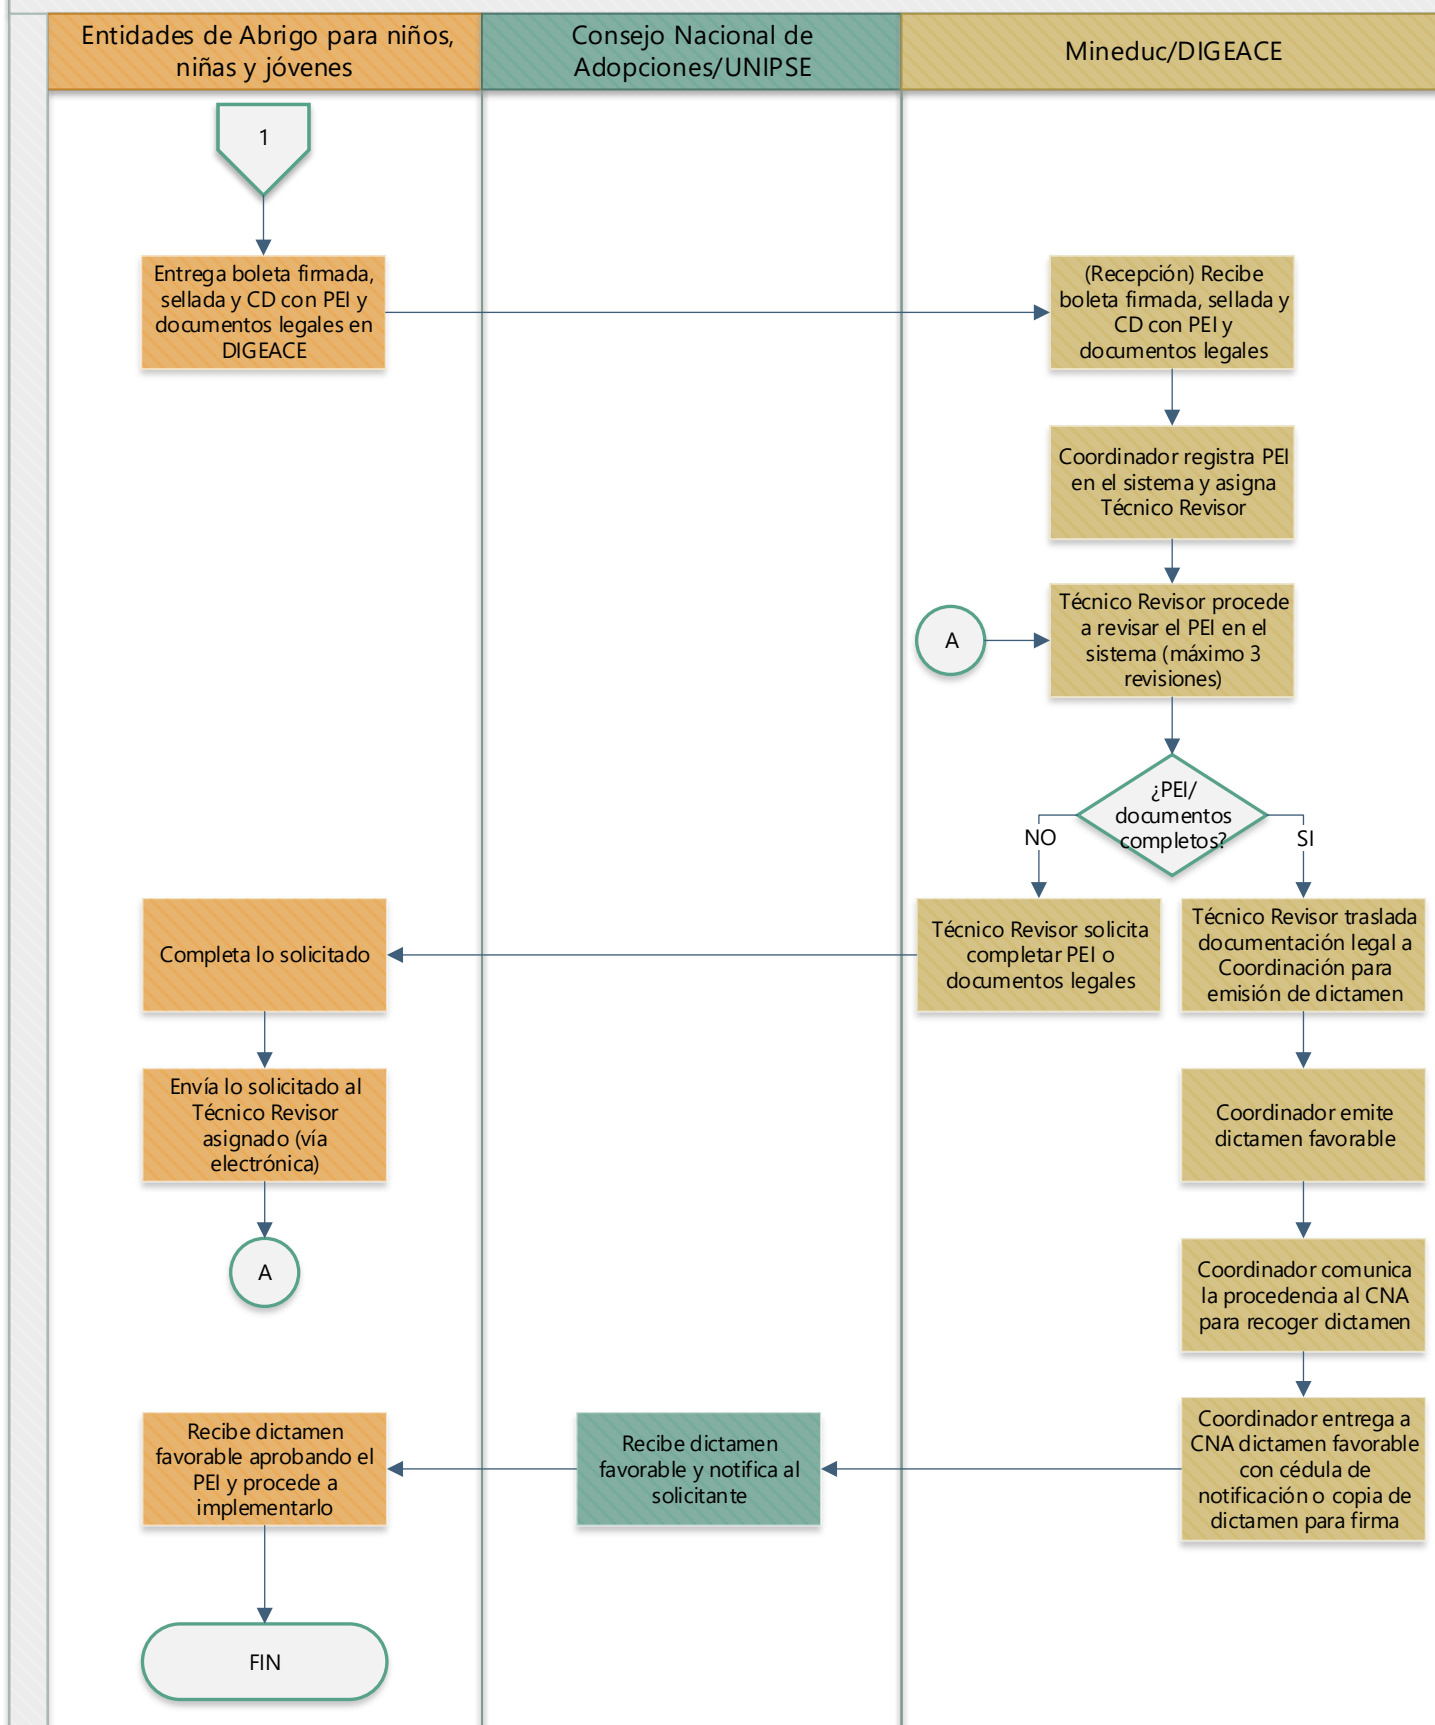 Entidades de Abrigo para niños,
niñas y jóvenes
Consejo Nacional de
Adopciones/UNIPSE
Mineduc/DIGEACE
1
Entrega boleta firmada,
sellada y CD con PEI y
documentos legales en
DIGEACE
(Recepción) Recibe
boleta firmada, sellada y
CD con PEI y
documentos legales
Coordinador registra PEI
en el sistema y asigna
Técnico Revisor
A
Técnico Revisor procede
a revisar el PEI en el
sistema (máximo 3
revisiones)
¿PEI/
documentos
completos?
NO
SI
Completa lo solicitado
Técnico Revisor solicita
completar PEI o
documentos legales
Técnico Revisor traslada
documentación legal a
Coordinación para
emisión de dictamen
Envía lo solicitado al
Técnico Revisor
asignado (vía
electrónica)
Coordinador emite
dictamen favorable
A
Coordinador comunica
la procedencia al CNA
para recoger dictamen
Recibe dictamen
favorable aprobando el
PEI y procede a
implementarlo
Recibe dictamen
favorable y notifica al
solicitante
Coordinador entrega a
CNA dictamen favorable
con cédula de
notificación o copia de
dictamen para firma
FIN